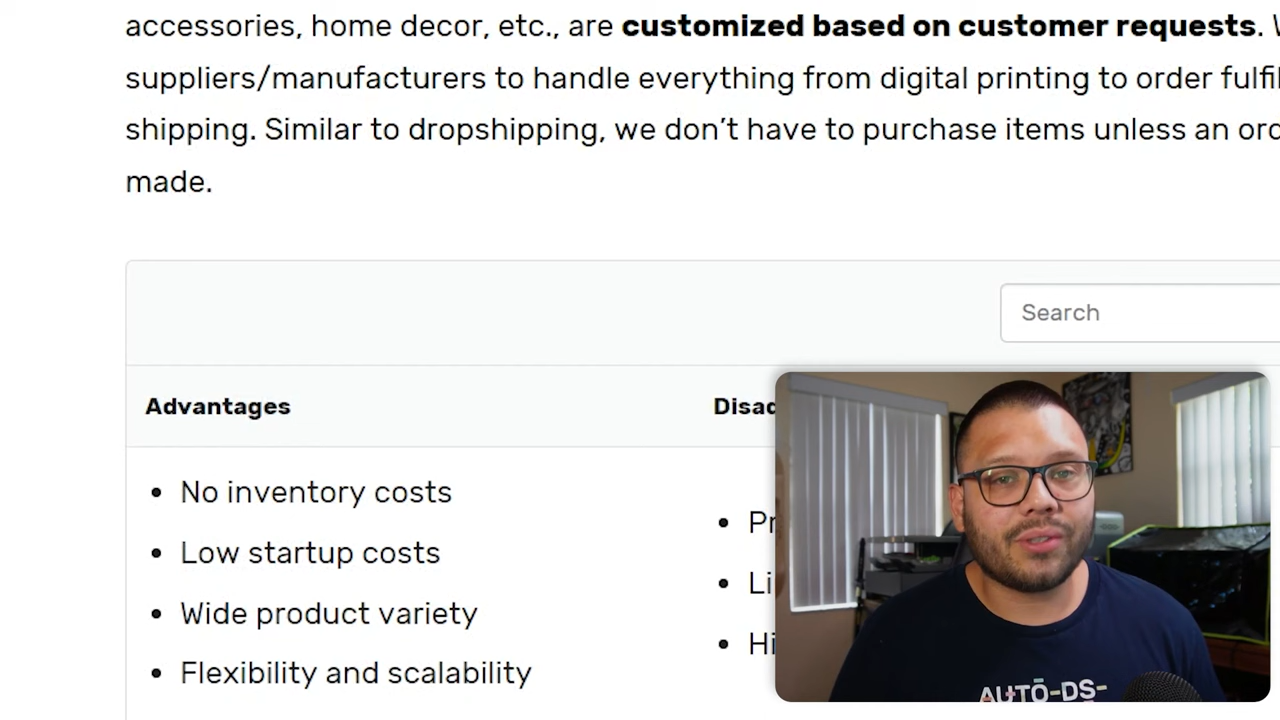 accessories, home decor, etc., are customized based on customer requests.
suppliers/manufacturers to handle everything from digital printing to order
shipping. Similar to dropshipping, we don't have to purchase items unless an
made.
Search
Advantages
No inventory costs
Low startup costs
Wide product variety
Flexibility and scalability
AUTO-DS-